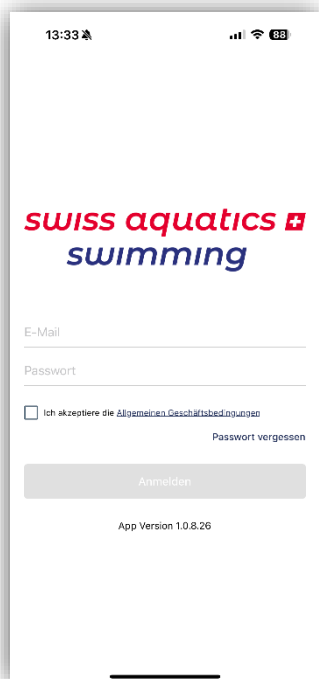 13:33
88
swiss aquatics
swimming
E-Mail
Passwort
Ich akzeptiere die Allgemeinen Geschäftsbedingungen
Passwort vergessen
Anmelden
App Version 1.0.8.26